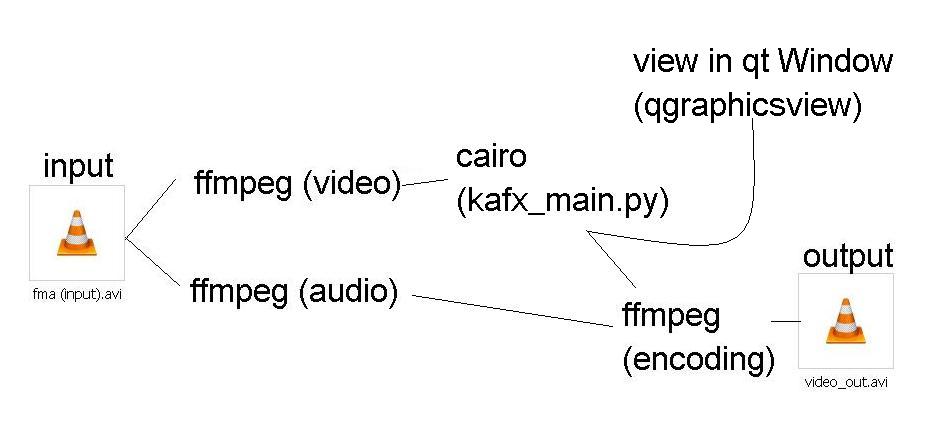 input
fma (input).avi
ffmpeg (video)
ffmpeg (audio)
cairo
(kafx_main.py)
view in qt Window
(qgraphicsview)
ffmpeg
(encoding)
output
video_out.avi